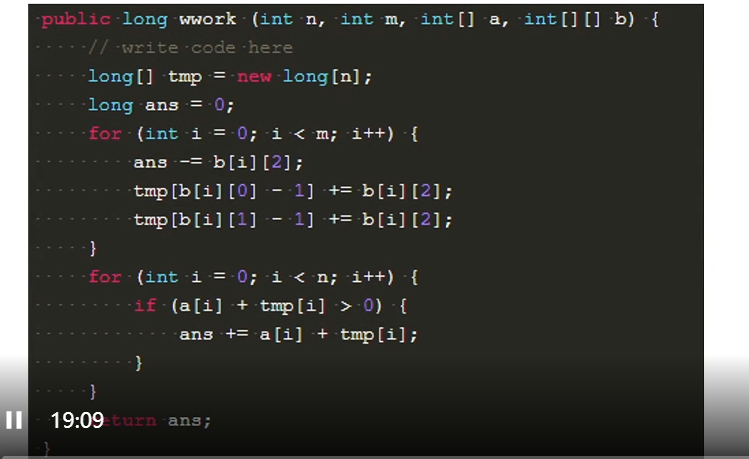 public long wwork (int n, int m, int[] a, int[][] b) {
// write code here
long[] tmp = new long[n];
long ans = 0;
for (int i = 0; i < m; i++) {
ans -= b[i][2];
tmp[b[i][0] - 1] += b[i][2];
tmp[b[i][1] - 1] += b[i][2];
}
for (int i = 0; i < n; i++) {
if (a[i] + tmp[i] > 0) {
ans += a[i] + tmp[i];
}
}
19:09 eturn ans;
}